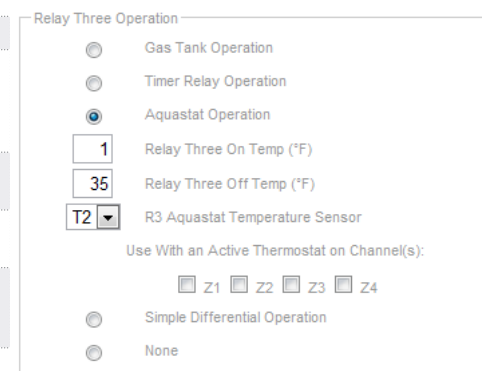 Relay Three Operation
Gas Tank Operation
Timer Relay Operation
Aquastat Operation
1 Relay Three On Temp (°F)
35 Relay Three Off Temp (°F)
T2 R3 Aquastat Temperature Sensor
Use With an Active Thermostat on Channel(s):
Z1 Z2 Z3 Z4
Simple Differential Operation
None